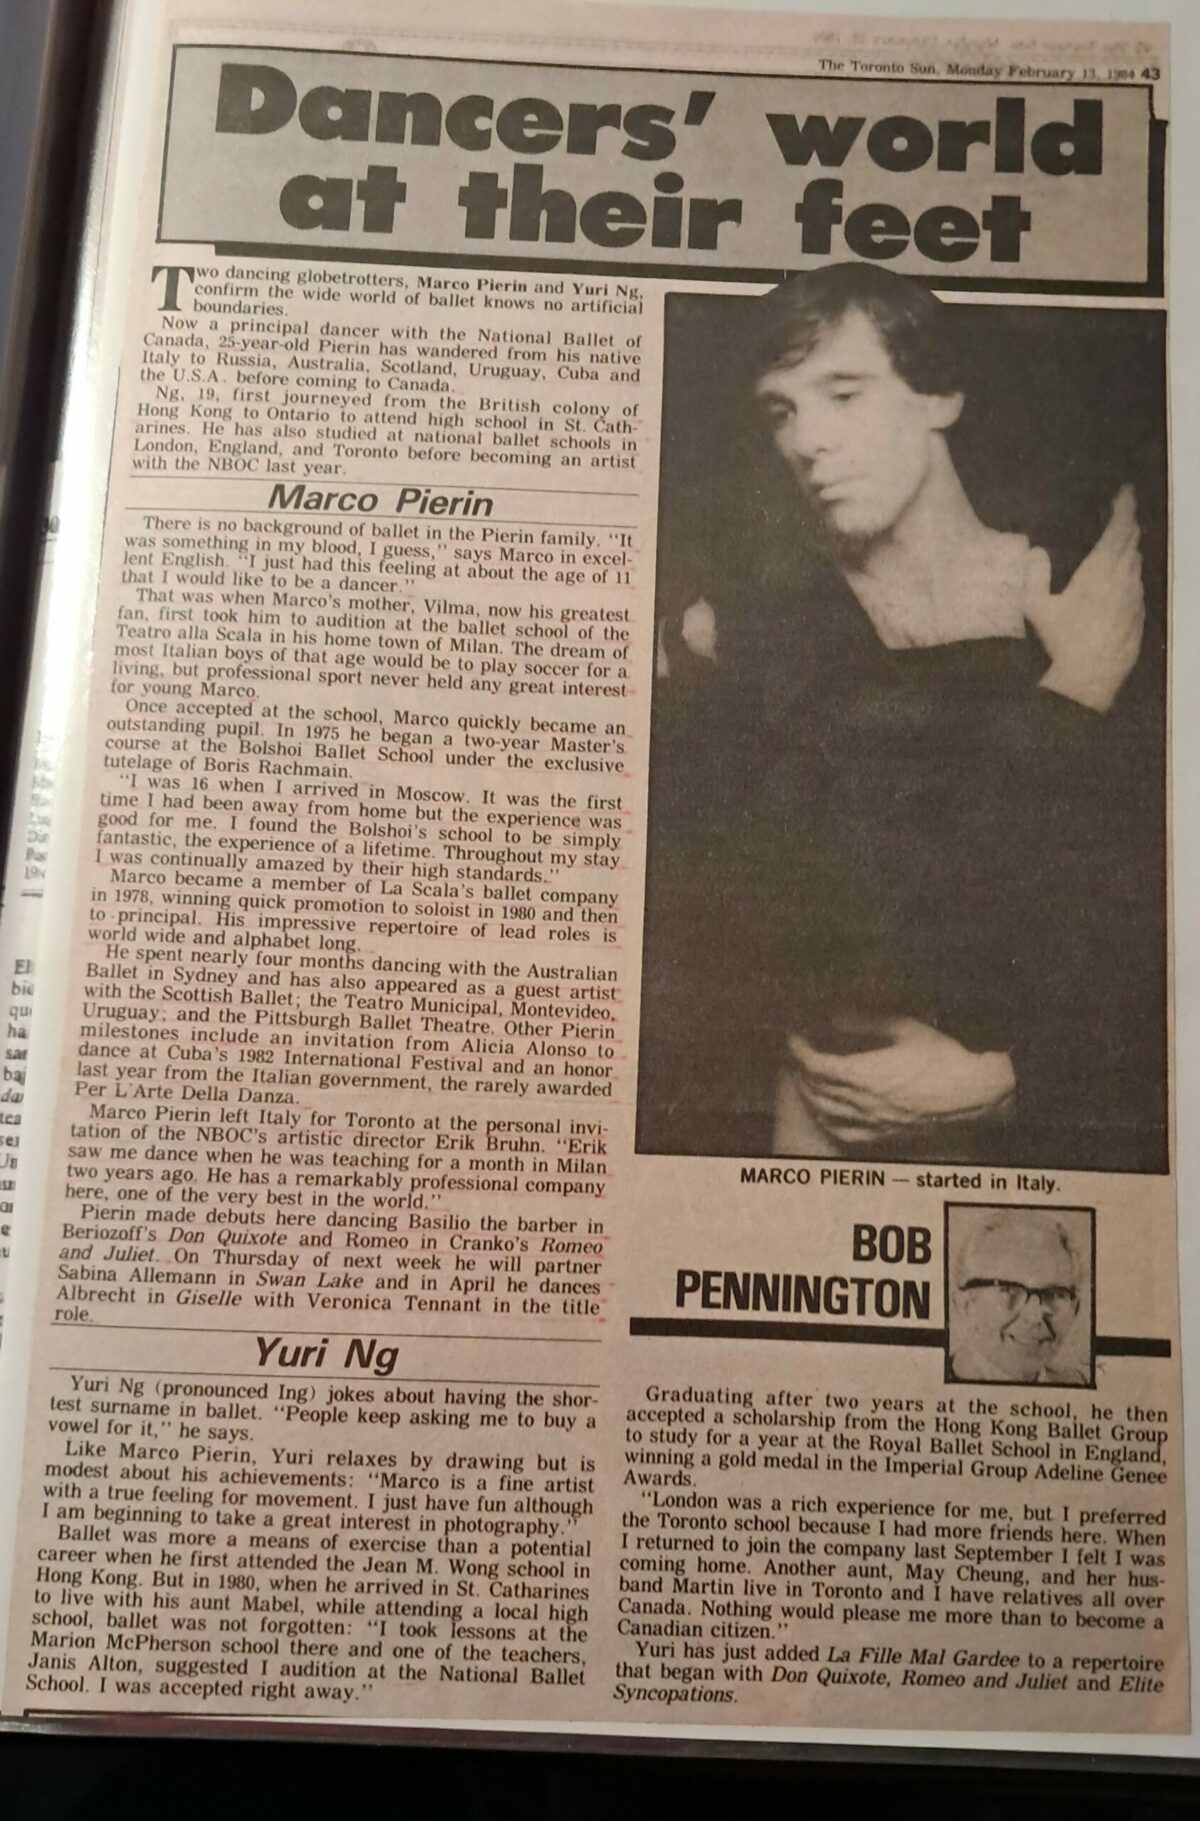 The Toronto Sun, Monday February 13, 1984 43
Dancers' world
at their feet
Two dancing globetrotters, Marco Pierin and Yuri Ng,
confirm the wide world of ballet knows no artificial
boundaries.
Now a principal dancer with the National Ballet of
Canada, 25-year-old Pierin has wandered from his native
Italy to Russia, Australia, Scotland, Uruguay, Cuba and
the U.S.A. before coming to Canada.
Ng, 19, first journeyed from the British colony of
Hong Kong to Ontario to attend high school in St. Cath-
arines. He has also studied at national ballet schools in
London, England, and Toronto before becoming an artist
with the NBOC last year.
Marco Pierin
There is no background of ballet in the Pierin family. "It
was something in my blood, I guess," says Marco in excel-
lent English. "I just had this feeling at about the age of 11
that I would like to be a dancer."
That was when Marco's mother, Vilma, now his greatest
fan, first took him to audition at the ballet school of the
Teatro alla Scala in his home town of Milan. The dream of
most Italian boys of that age would be to play soccer for a
living, but professional sport never held any great interest
for young Marco.
Once accepted at the school, Marco quickly became an
outstanding pupil. In 1975 he began a two-year Master's
course at the Bolshoi Ballet School under the exclusive
tutelage of Boris Rachmain.
"I was 16 when I arrived in Moscow. It was the first
time I had been away from home but the experience was
good for me. I found the Bolshoi's school to be simply
fantastic, the experience of a lifetime. Throughout my stay
I was continually amazed by their high standards."
Marco became a member of La Scala's ballet company
in 1978, winning quick promotion to soloist in 1980 and then
to principal. His impressive repertoire of lead roles is
world wide and alphabet long.
He spent nearly four months dancing with the Australian
Ballet in Sydney and has also appeared as a guest artist
with the Scottish Ballet; the Teatro Municipal, Montevideo,
Uruguay; and the Pittsburgh Ballet Theatre. Other Pierin
milestones include an invitation from Alicia Alonso to
dance at Cuba's 1982 International Festival and an honor
last year from the Italian government, the rarely awarded
Per L'Arte Della Danza.
Marco Pierin left Italy for Toronto at the personal invi-
tation of the NBOC's artistic director Erik Bruhn. "Erik
saw me dance when he was teaching for a month in Milan
two years ago. He has a remarkably professional company
here, one of the very best in the world."
Pierin made debuts here dancing Basilio the barber in
Beriozoff's Don Quixote and Romeo in Cranko's Romeo
and Juliet. On Thursday of next week he will partner
Sabina Allemann in Swan Lake and in April he dances
Albrecht in Giselle with Veronica Tennant in the title
role.
MARCO PIERIN — started in Italy.
BOB
PENNINGTON
Yuri Ng
Yuri Ng (pronounced Ing) jokes about having the shor-
test surname in ballet. "People keep asking me to buy a
vowel for it," he says.
Like Marco Pierin, Yuri relaxes by drawing but is
modest about his achievements: "Marco is a fine artist
with a true feeling for movement. I just have fun although
I am beginning to take a great interest in photography."
Ballet was more a means of exercise than a potential
career when he first attended the Jean M. Wong school in
Hong Kong. But in 1980, when he arrived in St. Catharines
to live with his aunt Mabel, while attending a local high
school, ballet was not forgotten: "I took lessons at the
Marion McPherson school there and one of the teachers,
Janis Alton, suggested I audition at the National Ballet
School. I was accepted right away."
Graduating after two years at the school, he then
accepted a scholarship from the Hong Kong Ballet Group
to study for a year at the Royal Ballet School in England,
winning a gold medal in the Imperial Group Adeline Genee
Awards.
"London was a rich experience for me, but I preferred
the Toronto school because I had more friends here. When
I returned to join the company last September I felt I was
coming home. Another aunt, May Cheung, and her hus-
band Martin live in Toronto and I have relatives all over
Canada. Nothing would please me more than to become a
Canadian citizen."
Yuri has just added La Fille Mal Gardee to a repertoire
that began with Don Quixote, Romeo and Juliet and Elite
Syncopations.